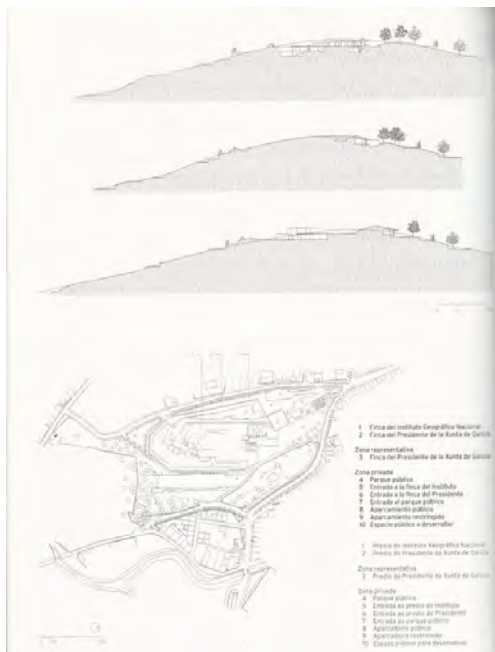 1 Finca del Instituto Geográfico Nacional
2 Finca del Presidente de la Xunta de Galicia
Zona representativa
3 Finca del Presidente de la Xunta de Galicia
Zona privada
4 Parque público
5 Entrada a la finca del Instituto
6 Entrada a la finca del Presidente
7 Entrada al parque público
8 Aparcamiento público
9 Aparcamiento restringido
10 Espacio público a desarrollar
1 Predio do Instituto Geográfico Nacional
2 Predio do Presidente da Xunta de Galicia
Zona representativa
3 Predio do Presidente da Xunta de Galicia
Zona privada
4 Parque público
5 Entrada ao predio do Instituto
6 Entrada ao predio do Presidente
7 Entrada ao parque público
8 Aparcadoiro público
9 Aparcadoiro restrinxido
10 Espazo público para desenvolver